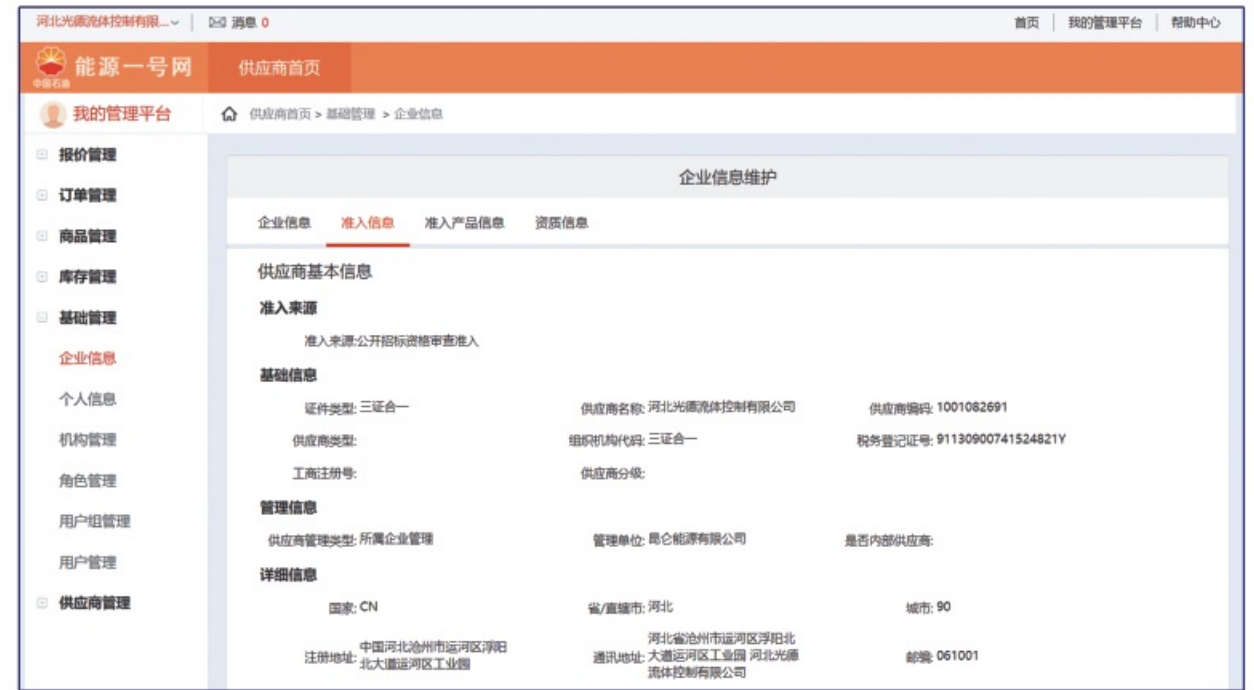 河北光德流体控制有限... 消息 0 首页 我的管理平台 帮助中心
中国石油 能源一号网 供应商首页
我的管理平台 供应商首页 > 基础管理 > 企业信息
报价管理
订单管理
商品管理
库存管理
基础管理
企业信息
个人信息
机构管理
角色管理
用户组管理
用户管理
供应商管理
企业信息维护
企业信息 准入信息 准入产品信息 资质信息
供应商基本信息
准入来源
准入来源:公开招标资格审查准入
基础信息
证件类型: 三证合一 供应商名称: 河北光德流体控制有限公司 供应商编码: 1001082691
供应商类型: 组织机构代码: 三证合一 税务登记证号: 91130900741524821Y
工商注册号: 供应商分级:
管理信息
供应商管理类型: 所属企业管理 管理单位: 昆仑能源有限公司 是否内部供应商:
详细信息
国家: CN 省/直辖市: 河北 城市: 90
注册地址: 中国河北沧州市运河区浮阳
北大道运河区工业园
通讯地址: 河北省沧州市运河区浮阳北
大道运河区工业园 河北光德
流体控制有限公司
邮编: 061001